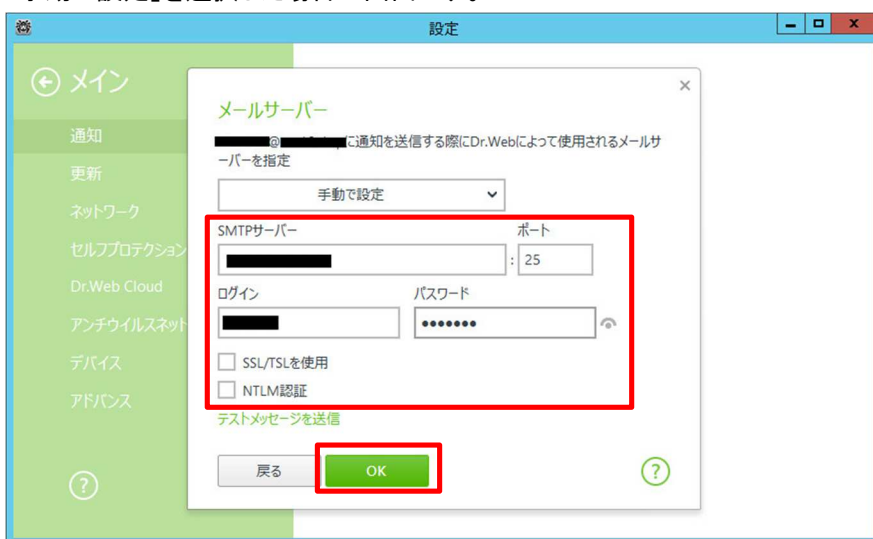 設定
メイン
通知
更新
ネットワーク
セルフプロテクション
Dr.Web Cloud
アンチウイルスネット
デバイス
アドバンス
メールサーバー
@ に通知を送信する際にDr.Webによって使用されるメールサ
ーバーを指定
手動で設定
SMTPサーバー ポート
: 25
ログイン パスワード
•••••••
SSL/TSLを使用
NTLM認証
テストメッセージを送信
戻る OK